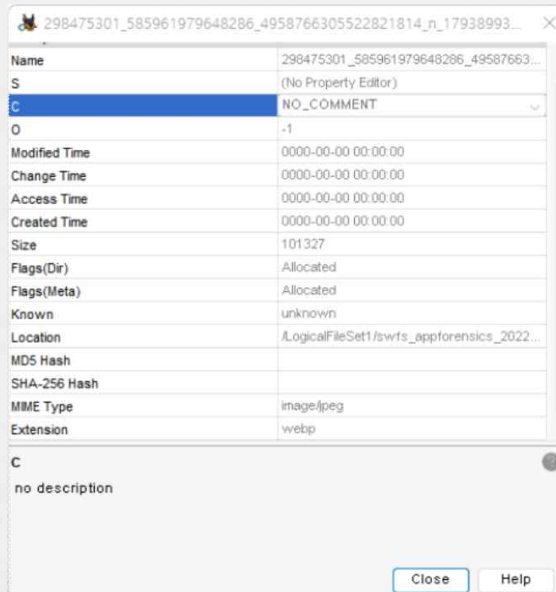 298475301_585961979648286_4958766305522821814_n_17938993...
Name 298475301_585961979648286_49587663...
S (No Property Editor)
C NO_COMMENT
O -1
Modified Time 0000-00-00 00:00:00
Change Time 0000-00-00 00:00:00
Access Time 0000-00-00 00:00:00
Created Time 0000-00-00 00:00:00
Size 101327
Flags(Dir) Allocated
Flags(Meta) Allocated
Known unknown
Location /LogicalFileSet1/swfs_appforensics_2022...
MD5 Hash
SHA-256 Hash
MIME Type image/jpeg
Extension webp
C
no description
Close Help